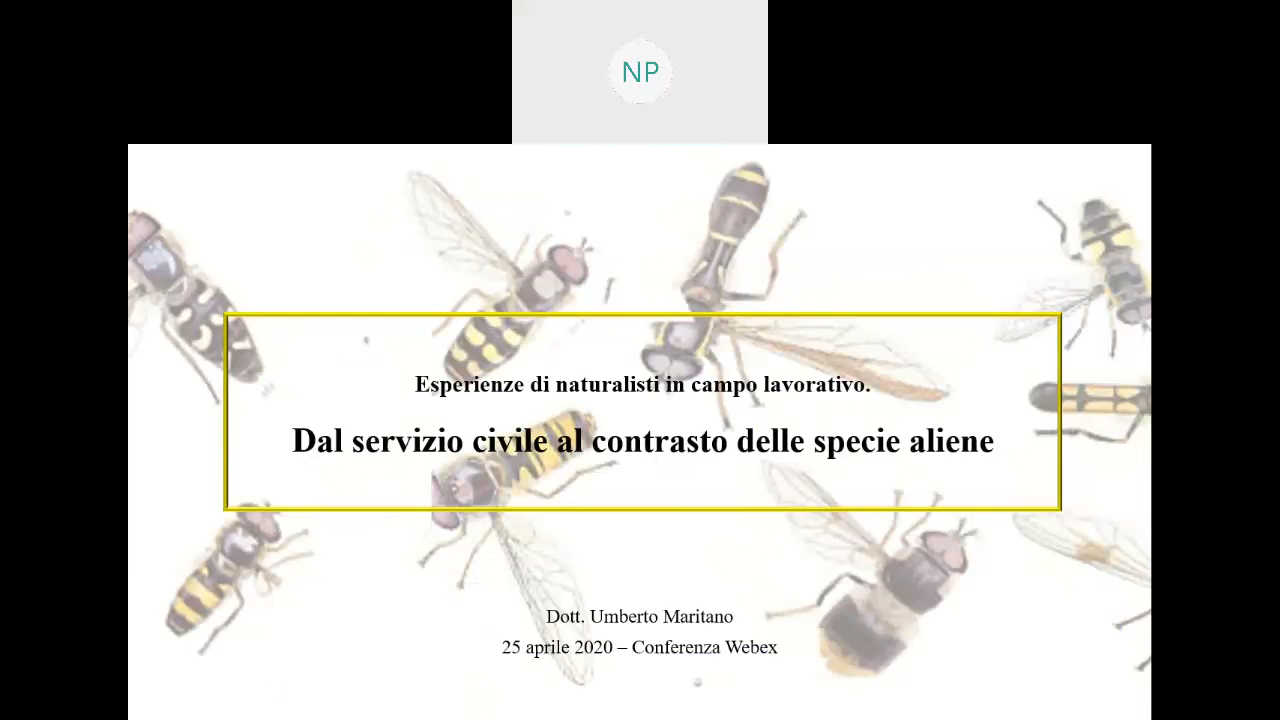 NP
Esperienze di naturalisti in campo lavorativo.
Dal servizio civile al contrasto delle specie aliene
Dott. Umberto Maritano
25 aprile 2020 – Conferenza Webex